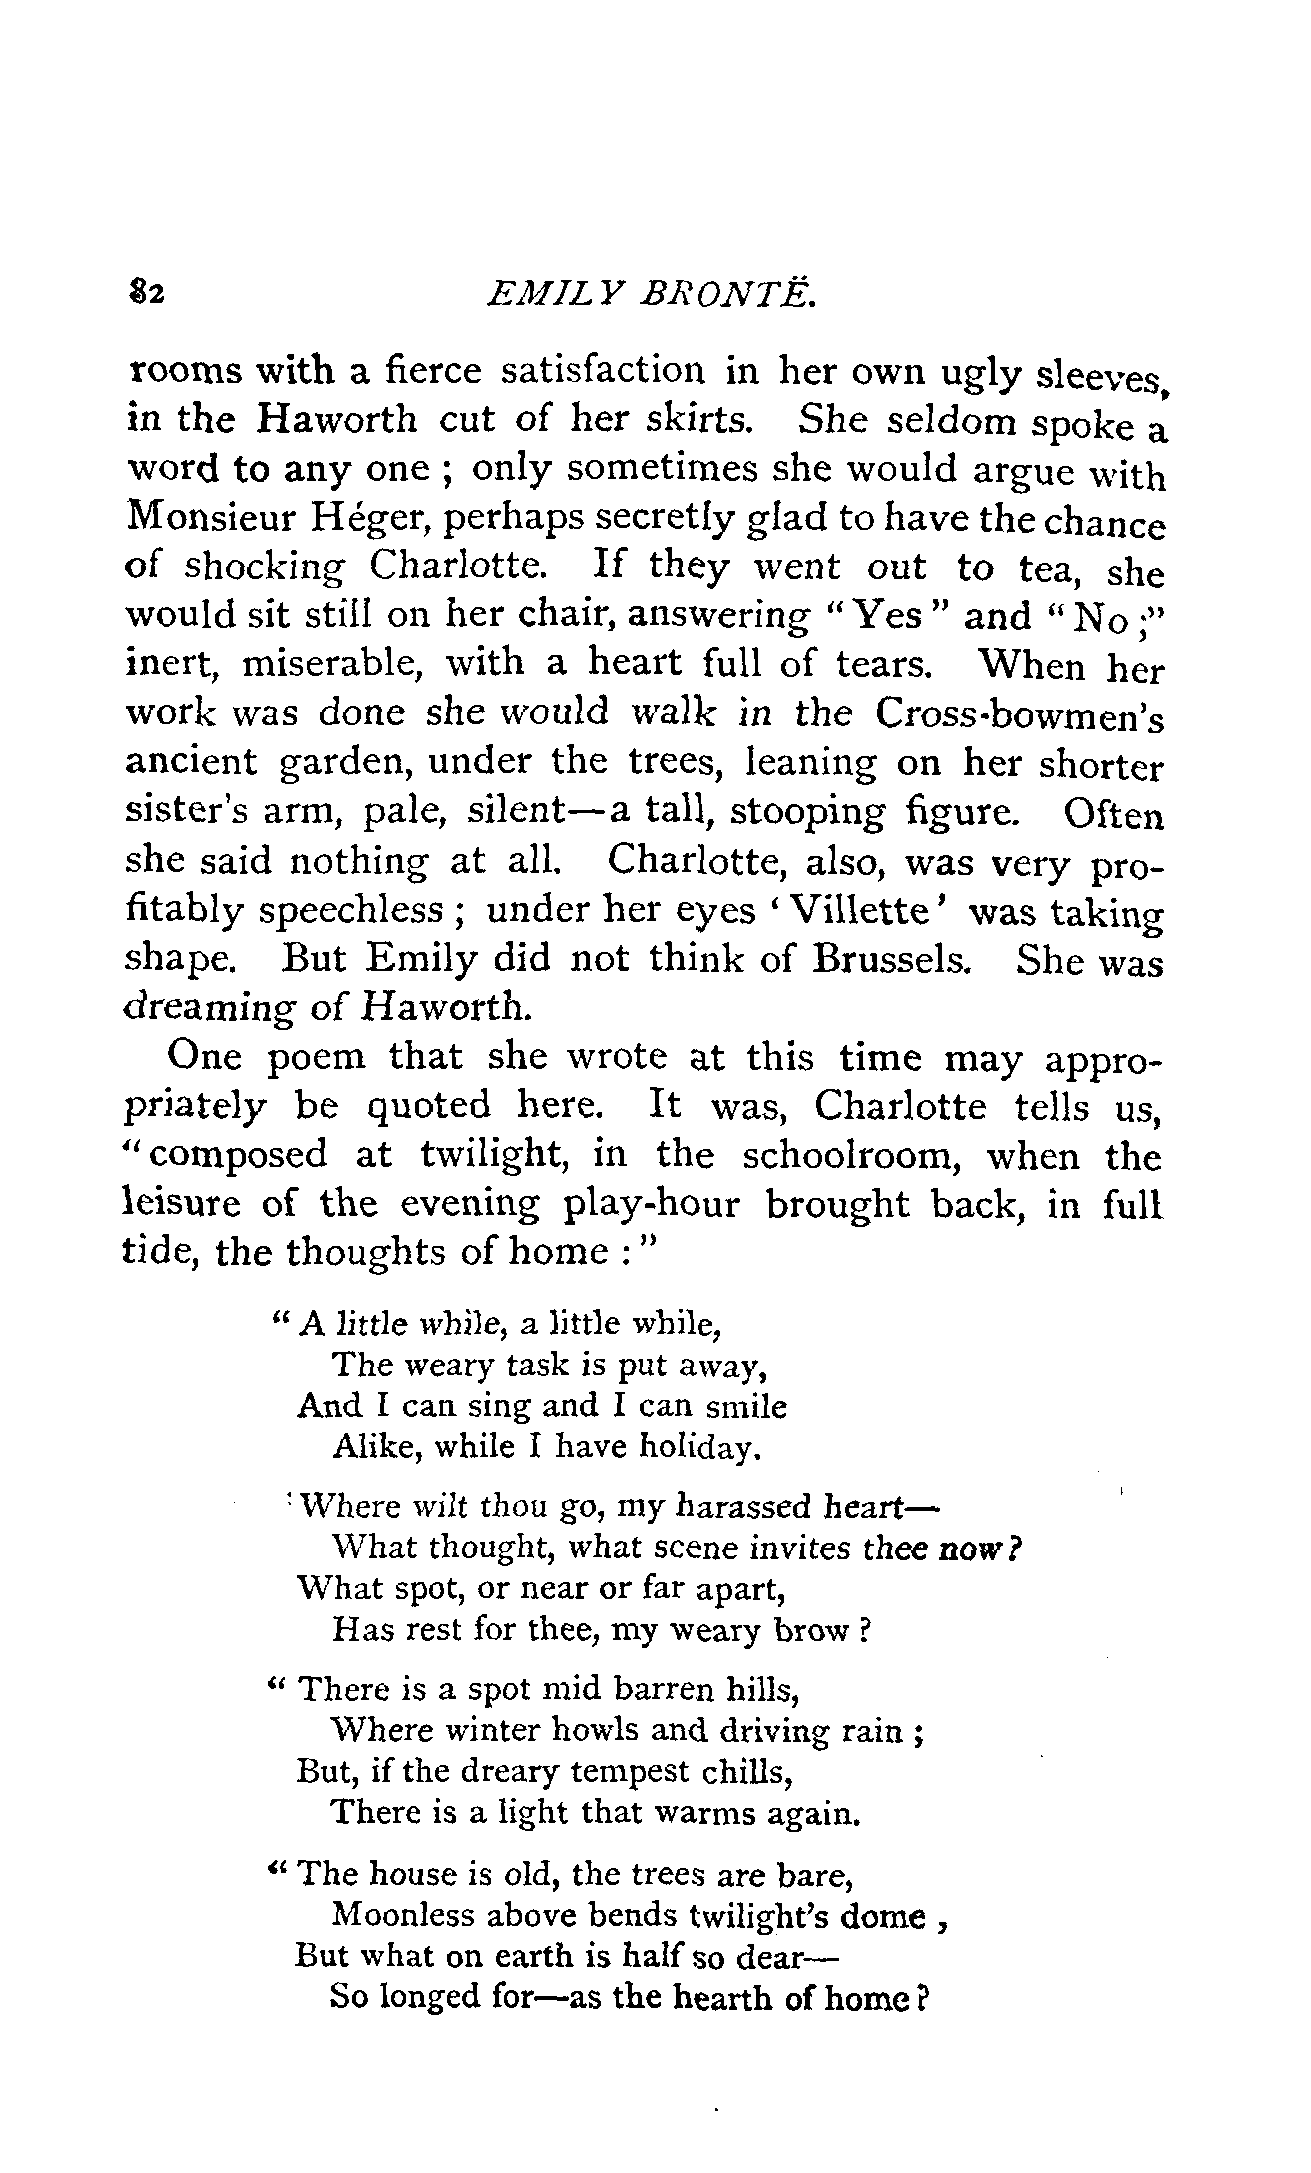 82 EMILY BRONTË.
rooms with a fierce satisfaction in her own ugly sleeves,
in the Haworth cut of her skirts. She seldom spoke a
word to any one ; only sometimes she would argue with
Monsieur Héger, perhaps secretly glad to have the chance
of shocking Charlotte. If they went out to tea, she
would sit still on her chair, answering “ Yes ” and “ No ;”
inert, miserable, with a heart full of tears. When her
work was done she would walk in the Cross-bowmen's
ancient garden, under the trees, leaning on her shorter
sister's arm, pale, silent—a tall, stooping figure. Often
she said nothing at all. Charlotte, also, was very pro-
fitably speechless ; under her eyes ‘ Villette ’ was taking
shape. But Emily did not think of Brussels. She was
dreaming of Haworth.
One poem that she wrote at this time may appro-
priately be quoted here. It was, Charlotte tells us,
“ composed at twilight, in the schoolroom, when the
leisure of the evening play-hour brought back, in full
tide, the thoughts of home : ”
“ A little while, a little while,
The weary task is put away,
And I can sing and I can smile
Alike, while I have holiday.
‘ Where wilt thou go, my harassed heart—
What thought, what scene invites thee now ?
What spot, or near or far apart,
Has rest for thee, my weary brow ?
“ There is a spot mid barren hills,
Where winter howls and driving rain ;
But, if the dreary tempest chills,
There is a light that warms again.
“ The house is old, the trees are bare,
Moonless above bends twilight's dome ,
But what on earth is half so dear—
So longed for—as the hearth of home ?